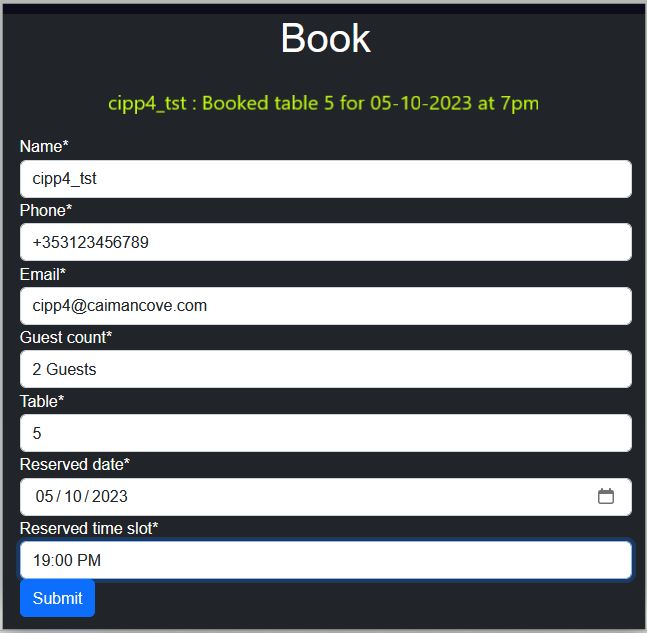 Book
cipp4_tst : Booked table 5 for 05-10-2023 at 7pm
Name*
cipp4_tst
Phone*
+353123456789
Email*
cipp4@caimancove.com
Guest count*
2 Guests
Table*
5
Reserved date*
05/10/2023
Reserved time slot*
19:00 PM
Submit